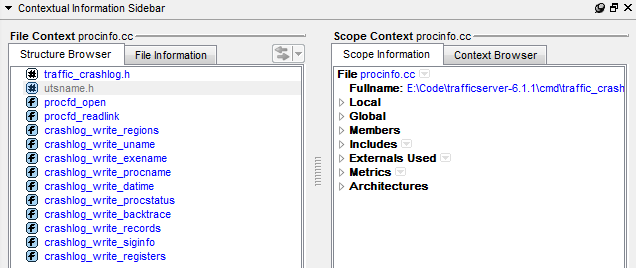 Contextual Information Sidebar
File Context procinfo.cc
Structure Browser
File Information
traffic_crashlog.h
utsname.h
procfd_open
procfd_readlink
crashlog_write_regions
crashlog_write_uname
crashlog_write_exename
crashlog_write_procname
crashlog_write_datime
crashlog_write_procstatus
crashlog_write_backtrace
crashlog_write_records
crashlog_write_siginfo
crashlog_write_registers
Scope Context procinfo.cc
Scope Information
Context Browser
File procinfo.cc
Fullname: E:\Code\trafficserver-6.1.1\cmd\traffic_crash
Local
Global
Members
Includes
Externals Used
Metrics
Architectures